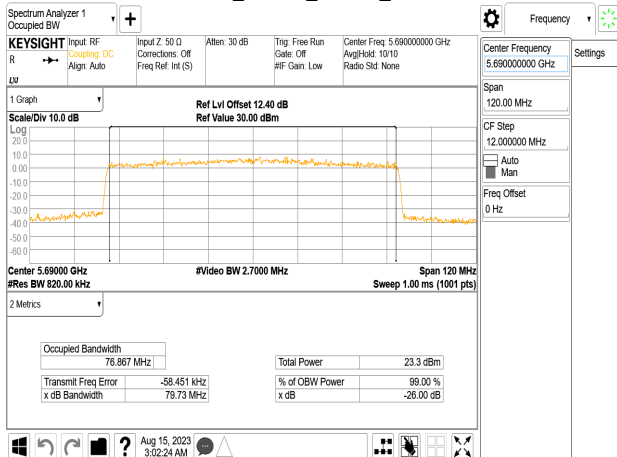 Spectrum Analyzer 1
Occupied BW
Frequency
KEYSIGHT
R
LXI
Input: RF
Coupling: DC
Align: Auto
Input Z: 50 Ω
Corrections: Off
Freq Ref: Int (S)
Atten: 30 dB
Trig: Free Run
Gate: Off
#IF Gain: Low
Center Freq: 5.690000000 GHz
Avg|Hold: 10/10
Radio Std: None
Center Frequency
5.690000000 GHz
Settings
Span
120.00 MHz
CF Step
12.000000 MHz
Auto
Man
Freq Offset
0 Hz
1 Graph
Scale/Div 10.0 dB
Ref Lvl Offset 12.40 dB
Ref Value 30.00 dBm
Log
20.0
10.0
0.00
-10.0
-20.0
-30.0
-40.0
-50.0
-60.0
Center 5.69000 GHz
#Video BW 2.7000 MHz
Span 120 MHz
#Res BW 820.00 kHz
Sweep 1.00 ms (1001 pts)
2 Metrics
Occupied Bandwidth
76.867 MHz
Total Power 23.3 dBm
Transmit Freq Error -58.451 kHz
% of OBW Power 99.00 %
x dB Bandwidth 79.73 MHz
x dB -26.00 dB
?
Aug 15, 2023
3:02:24 AM